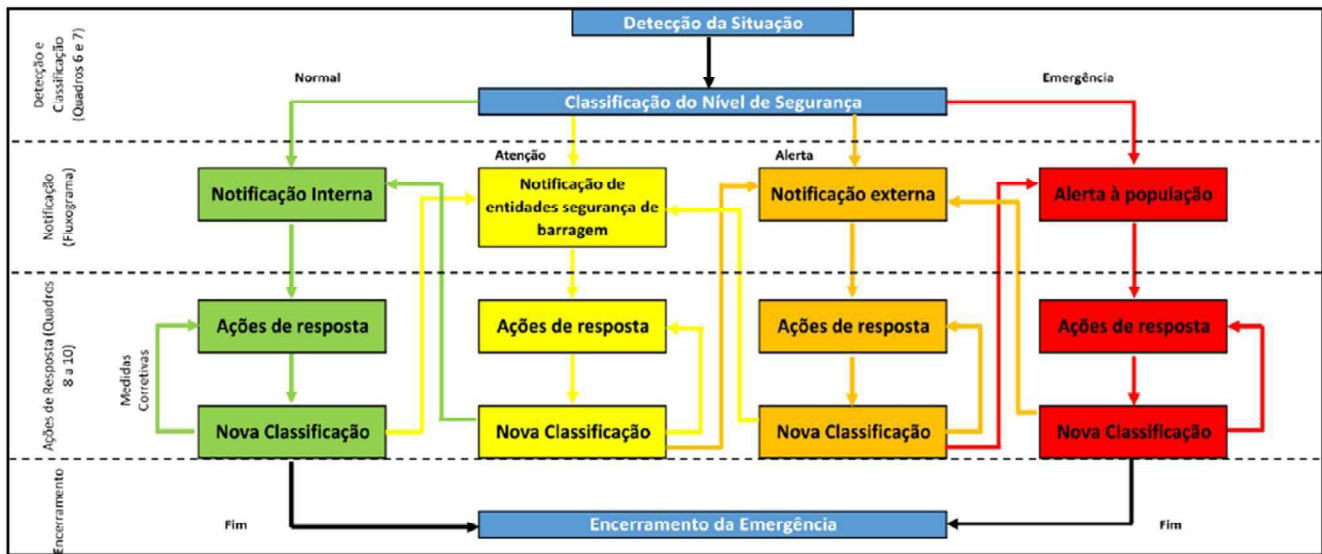 Detecção da Situação
Detecção e
Classificação
(Quadros 6 e 7)
Normal
Emergência
Classificação do Nível de Segurança
Atenção
Alerta
Notificação
(Fluxograma)
Notificação Interna
Notificação de
entidades segurança de
barragem
Notificação externa
Alerta à população
Ações de Resposta (Quadros
8 a 10)
Medidas
Corretivas
Ações de resposta
Ações de resposta
Ações de resposta
Ações de resposta
Nova Classificação
Nova Classificação
Nova Classificação
Nova Classificação
Encerramento
Fim
Encerramento da Emergência
Fim